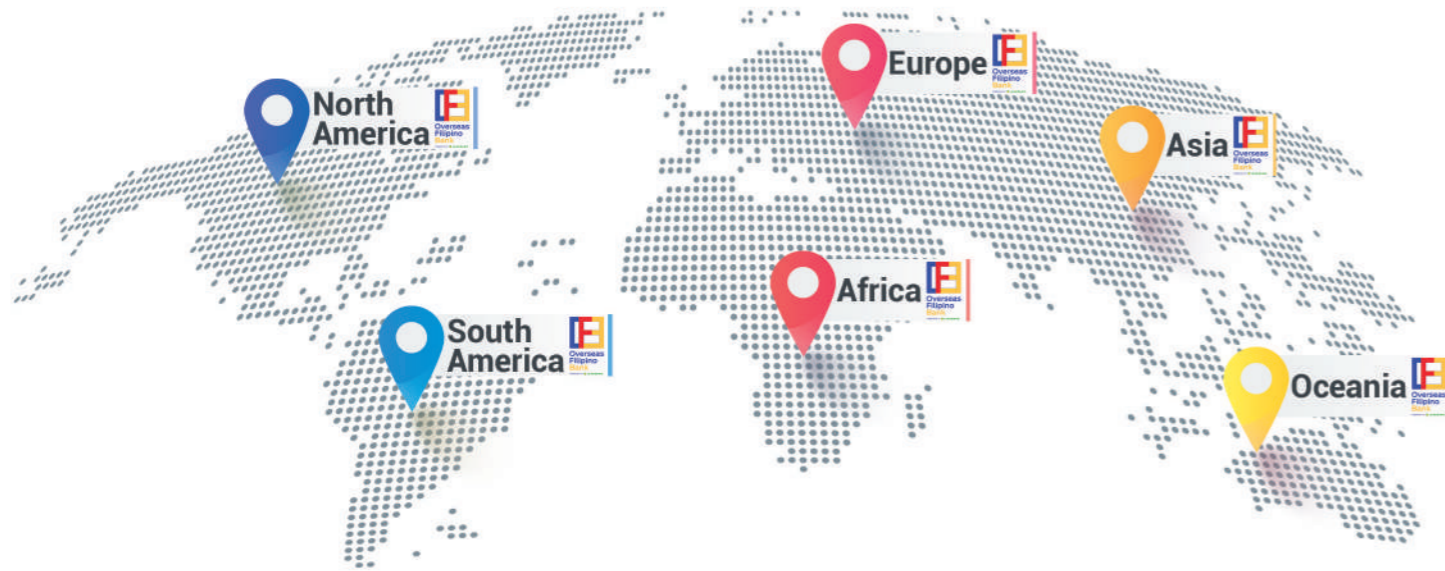 Europe
Overseas
Filipino
Bank
North
America
Overseas
Filipino
Bank
Asia
Overseas
Filipino
Bank
Africa
Overseas
Filipino
Bank
South
America
Overseas
Filipino
Bank
Oceania
Overseas
Filipino
Bank